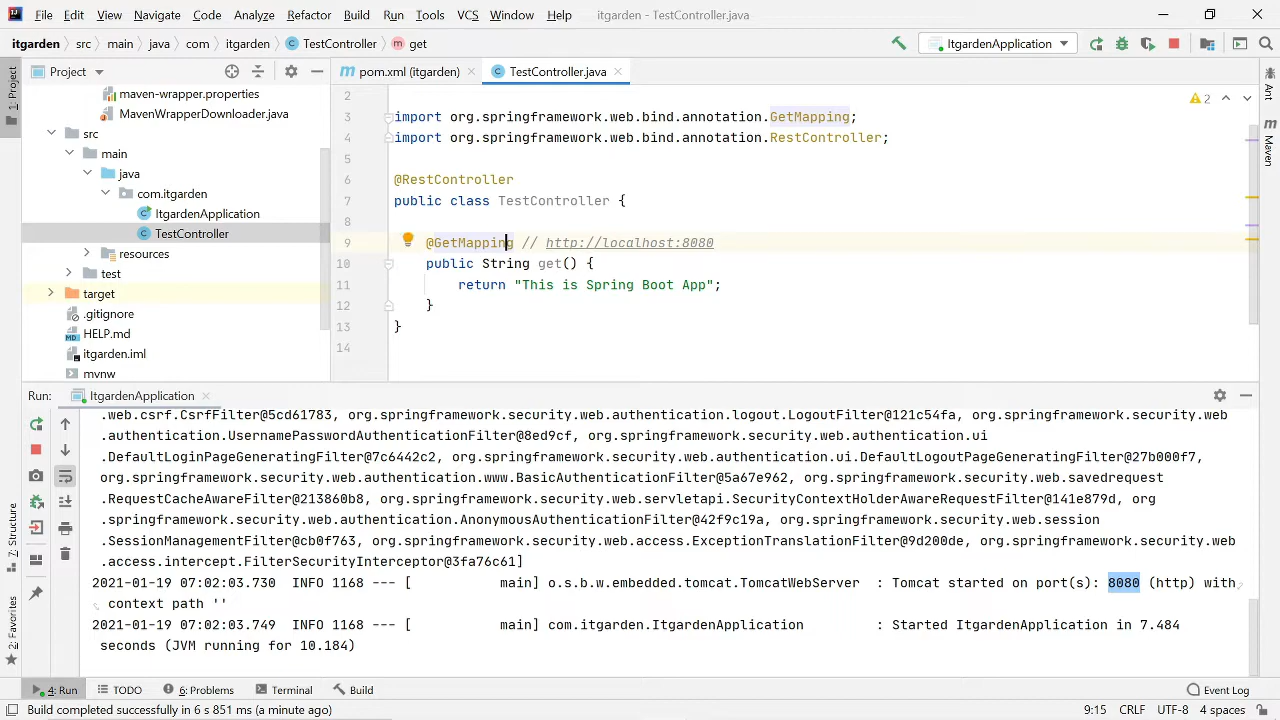 File Edit View Navigate Code Analyze Refactor Build Run Tools VCS Window Help itgarden - TestController.java
itgarden src main java com itgarden TestController get ItgardenApplication
Project pom.xml (itgarden) TestController.java
1: Project
Ant
Maven
maven-wrapper.properties
MavenWrapperDownloader.java
src
main
java
com.itgarden
ItgardenApplication
TestController
resources
test
target
.gitignore
HELP.md
itgarden.iml
mvnw
2
2
3 import org.springframework.web.bind.annotation.GetMapping;
4 import org.springframework.web.bind.annotation.RestController;
5
6 @RestController
7 public class TestController {
8
9 @GetMapping // http://localhost:8080
10 public String get() {
11 return "This is Spring Boot App";
12 }
13 }
14
Run: ItgardenApplication
.web.csrf.CsrfFilter@5cd61783, org.springframework.security.web.authentication.logout.LogoutFilter@121c54fa, org.springframework.security.web
.authentication.UsernamePasswordAuthenticationFilter@8ed9cf, org.springframework.security.web.authentication.ui
.DefaultLoginPageGeneratingFilter@7c6442c2, org.springframework.security.web.authentication.ui.DefaultLogoutPageGeneratingFilter@27b000f7,
org.springframework.security.web.authentication.www.BasicAuthenticationFilter@5a67e962, org.springframework.security.web.savedrequest
.RequestCacheAwareFilter@213860b8, org.springframework.security.web.servletapi.SecurityContextHolderAwareRequestFilter@141e879d, org
.springframework.security.web.authentication.AnonymousAuthenticationFilter@42f9c19a, org.springframework.security.web.session
.SessionManagementFilter@cb0f763, org.springframework.security.web.access.ExceptionTranslationFilter@9d200de, org.springframework.security.web
.access.intercept.FilterSecurityInterceptor@3fa76c61]
2021-01-19 07:02:03.730 INFO 1168 --- [ main] o.s.b.w.embedded.tomcat.TomcatWebServer : Tomcat started on port(s): 8080 (http) with
context path ''
2021-01-19 07:02:03.749 INFO 1168 --- [ main] com.itgarden.ItgardenApplication : Started ItgardenApplication in 7.484
seconds (JVM running for 10.184)
7: Structure
2: Favorites
4: Run TODO 6: Problems Terminal Build Event Log
Build completed successfully in 6 s 851 ms (a minute ago) 9:15 CRLF UTF-8 4 spaces